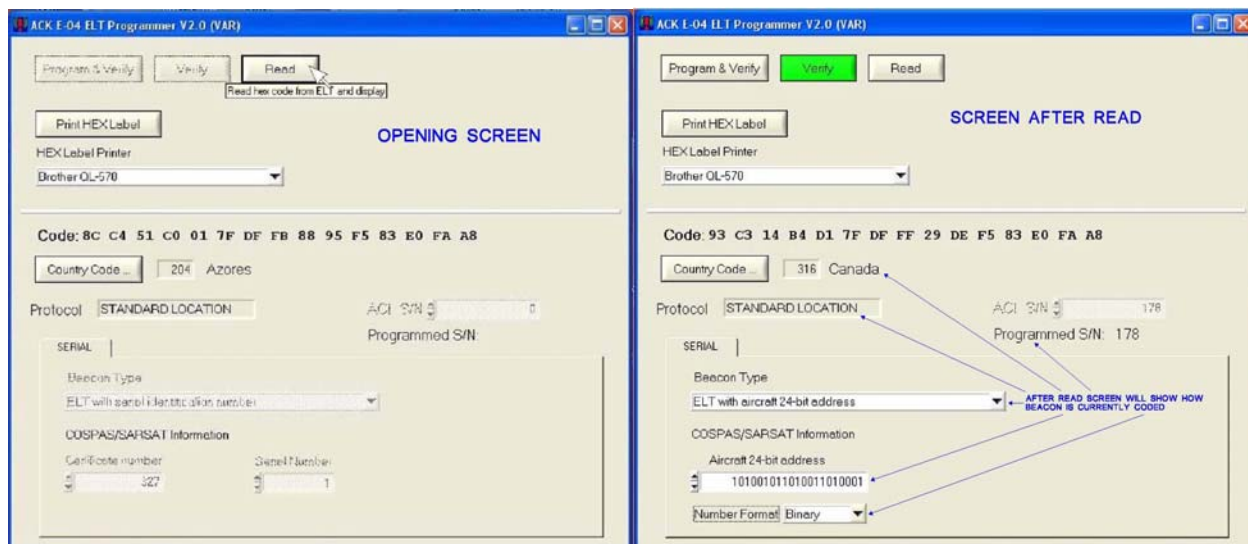 ACK E-04 ELT Programmer V2.0 (VAR)
Program & Verify Verify Read
Read hex code from ELT and display
Print HEX Label
OPENING SCREEN
HEX Label Printer
Brother QL-570
Code: 8C C4 51 C0 01 7F DF FB 88 95 F5 83 E0 FA A8
Country Code ... 204 Azores
Protocol STANDARD LOCATION ACK S/N 0
Programmed S/N:
SERIAL
Beacon Type
ELT with serial identification number
COSPAS/SARSAT Information
Certificate number Serial Number
327 1
ACK E-04 ELT Programmer V2.0 (VAR)
Program & Verify Verify Read
Print HEX Label
SCREEN AFTER READ
HEX Label Printer
Brother QL-570
Code: 93 C3 14 B4 D1 7F DF FF 29 DE F5 83 E0 FA A8
Country Code ... 316 Canada
Protocol STANDARD LOCATION ACK S/N 178
Programmed S/N: 178
SERIAL
Beacon Type
ELT with aircraft 24-bit address
AFTER READ SCREEN WILL SHOW HOW
BEACON IS CURRENTLY CODED
COSPAS/SARSAT Information
Aircraft 24-bit address
101001011010011010001
Number Format Binary